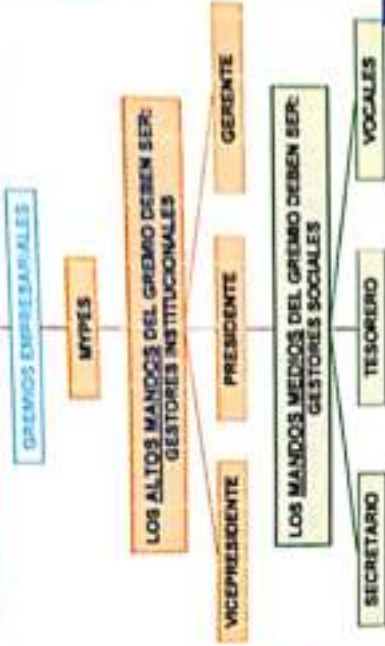 GREMIOS EMPRESARIALES
MYPES
LOS ALTOS MANDOS DEL GREMIO DEBEN SER:
GESTORES INSTITUCIONALES
VICEPRESIDENTE
PRESIDENTE
GERENTE
LOS MANDOS MEDIOS DEL GREMIO DEBEN SER:
GESTORES SOCIALES
SECRETARIO
TESORERO
VOCALES